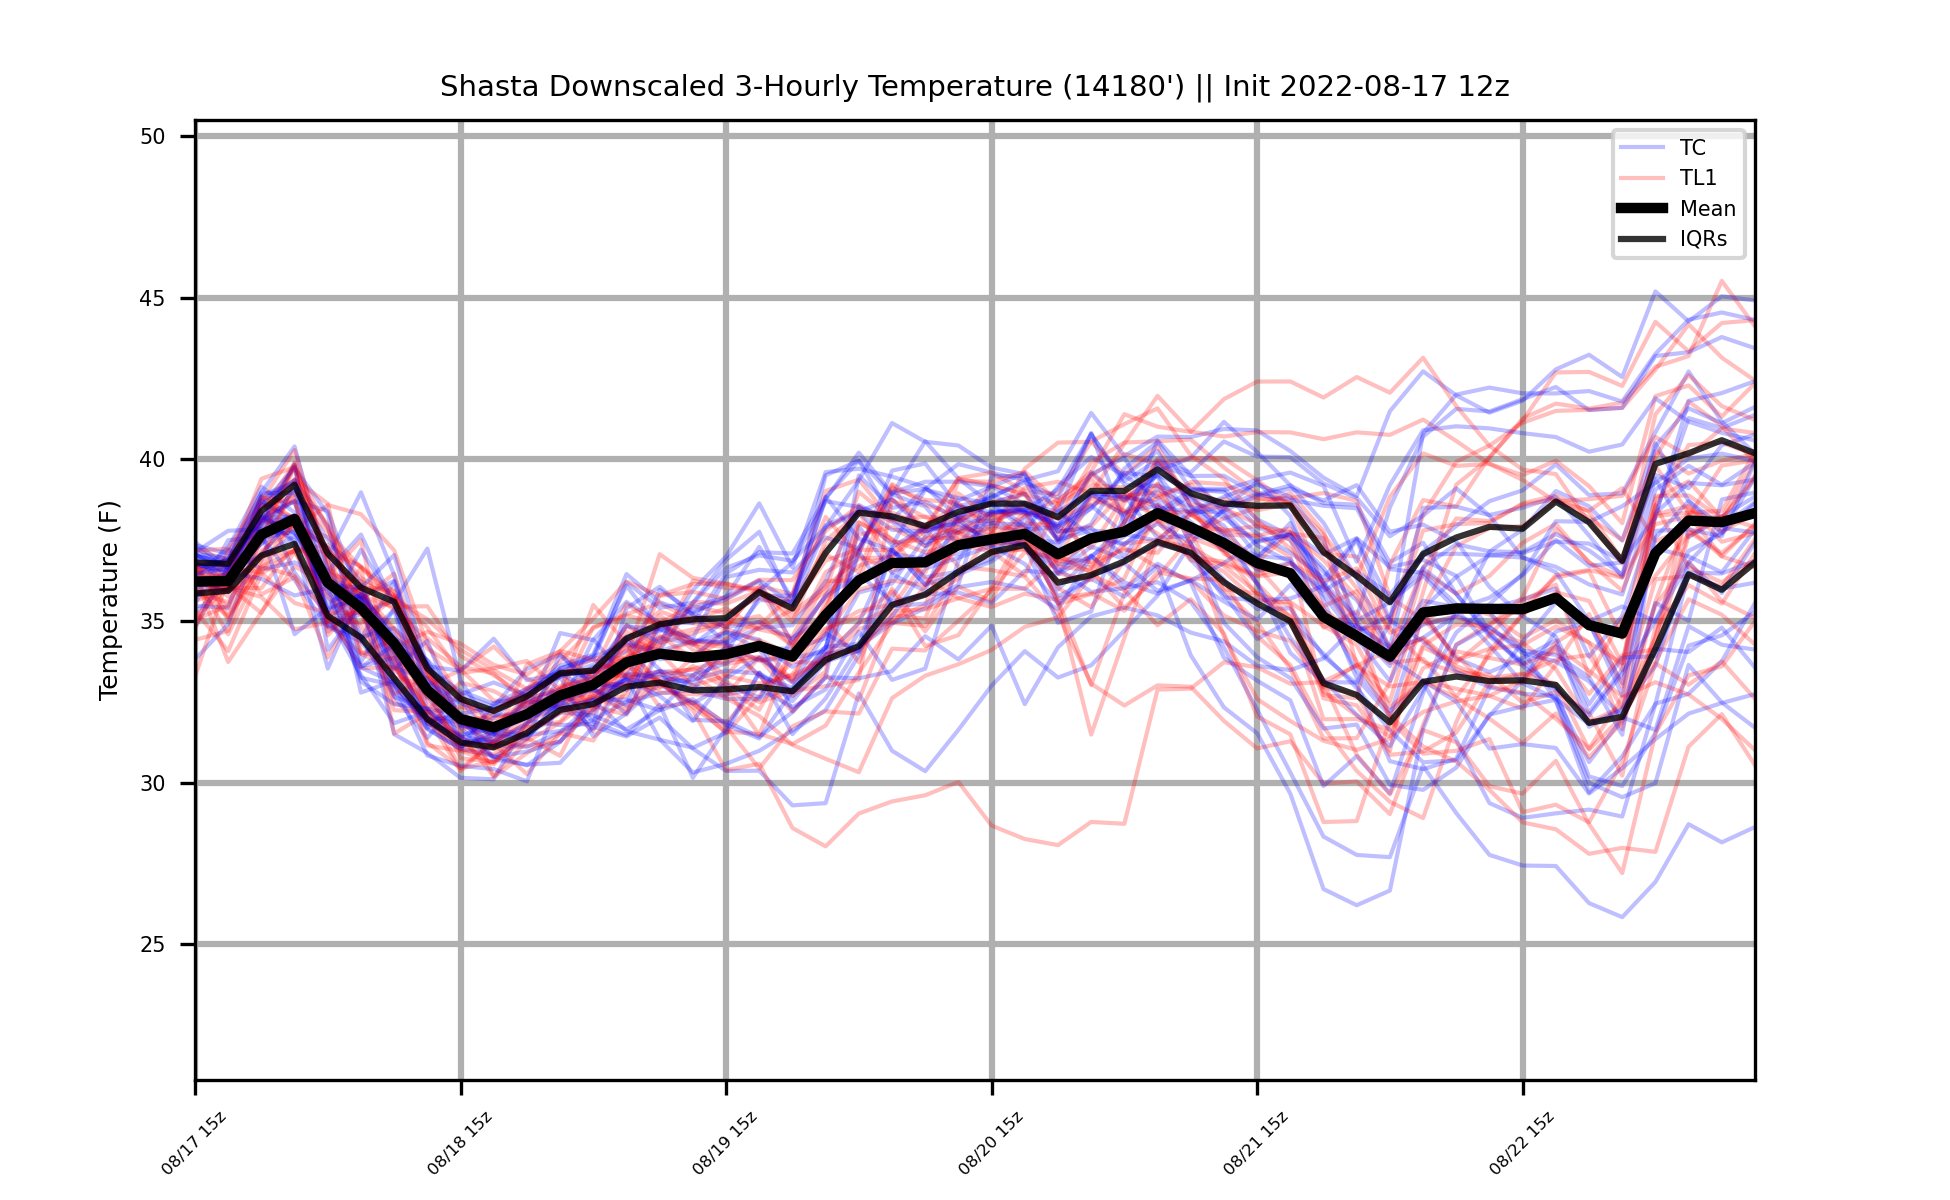 Shasta Downscaled 3-Hourly Temperature (14180') || Init 2022-08-17 12z
TC
TL1
Mean
IQRs
Temperature (F)
50
45
40
35
30
25
08/17 15z
08/18 15z
08/19 15z
08/20 15z
08/21 15z
08/22 15z